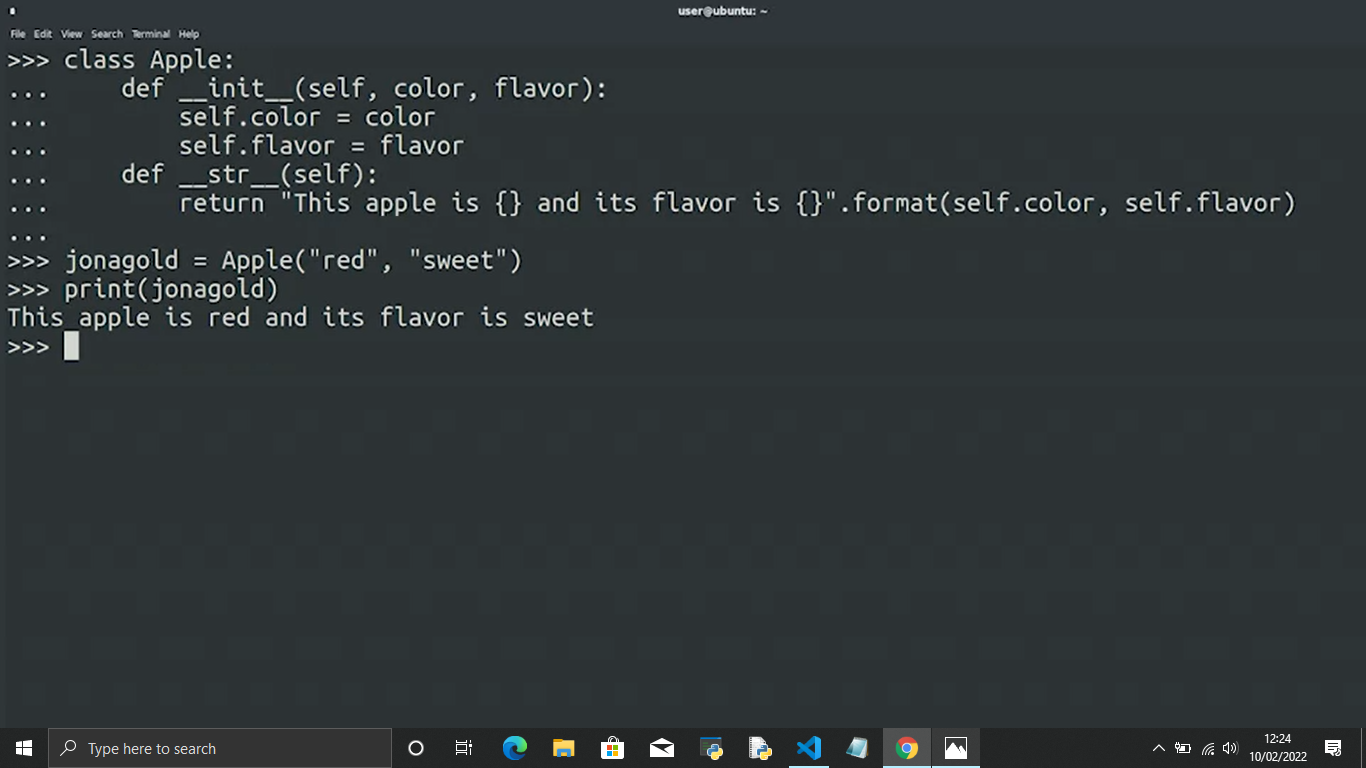 user@ubuntu: ~
File Edit View Search Terminal Help
>>> class Apple:
...     def __init__(self, color, flavor):
...         self.color = color
...         self.flavor = flavor
...     def __str__(self):
...         return "This apple is {} and its flavor is {}".format(self.color, self.flavor)
...
>>> jonagold = Apple("red", "sweet")
>>> print(jonagold)
This apple is red and its flavor is sweet
>>>
Type here to search
12:24
10/02/2022